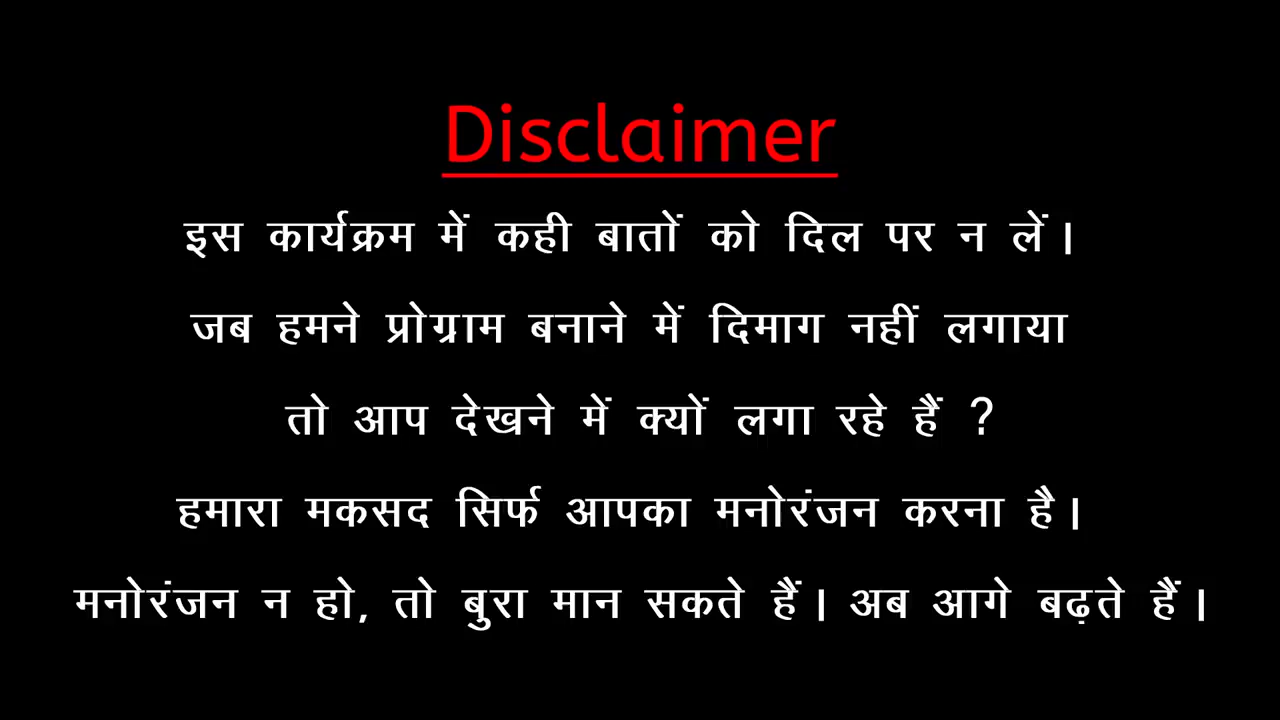 Disclaimer
इस कार्यक्रम में कही बातों को दिल पर न लें।
जब हमने प्रोग्राम बनाने में दिमाग नहीं लगाया
तो आप देखने में क्यों लगा रहे हैं ?
हमारा मकसद सिर्फ आपका मनोरंजन करना है।
मनोरंजन न हो, तो बुरा मान सकते हैं। अब आगे बढ़ते हैं।